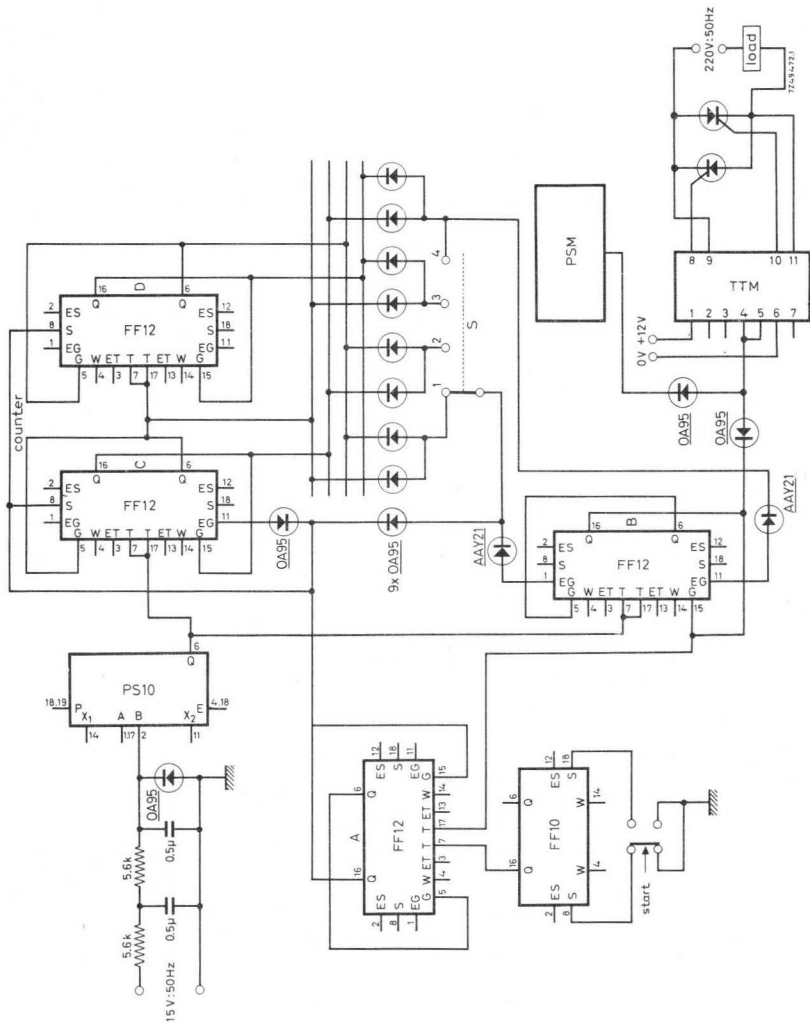 counter
FF12
D
2
ES
8
S
1
EG
5
G
4
W
3
ET
7
T
17
T
13
ET
14
W
15
G
16
Q
6
Q
12
ES
18
S
11
EG
FF12
C
2
ES
8
S
1
EG
5
G
4
W
3
ET
7
T
17
T
13
ET
14
W
15
G
16
Q
6
Q
12
ES
18
S
11
EG
OA95
9x OA95
S
1
2
3
4
PSM
220V:50Hz
load
7Z49472.1
TTM
1
2
3
4
5
6
7
8
9
10
11
0V +12V
OA95
OA95
AAY21
AAY21
FF12
B
2
ES
8
S
1
EG
5
G
4
W
3
ET
7
T
17
T
13
ET
14
W
15
G
16
Q
6
Q
12
ES
18
S
11
EG
PS10
18.19
P
X1
14
A
1.17
B
2
X2
11
E
4.18
Q
6
OA95
15V:50Hz
5.6k
5.6k
0.5µ
0.5µ
A
FF12
6
Q
16
Q
12
ES
18
S
11
EG
15
G
14
W
13
ET
17
T
7
T
3
ET
4
W
5
G
1
EG
8
S
2
ES
FF10
6
Q
16
Q
12
ES
18
S
14
W
4
W
8
S
2
ES
start